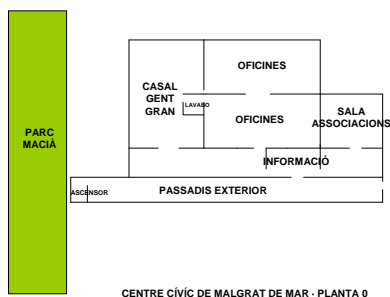 OFICINES
CASAL
GENT
GRAN
LAVABO
OFICINES
SALA
ASSOCIACIONS
PARC
MACIÀ
INFORMACIÓ
ASCENSOR
PASSADIS EXTERIOR
CENTRE CÍVÍC DE MALGRAT DE MAR - PLANTA 0